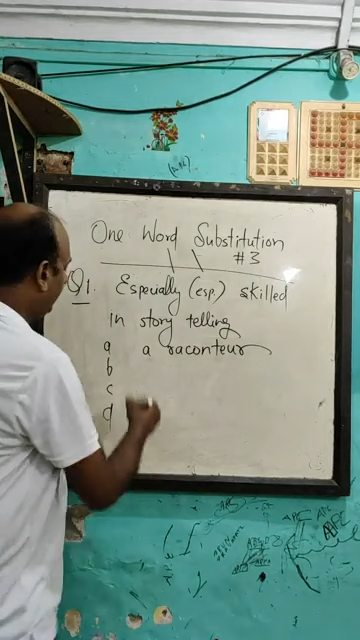 One Word Substitution
#3
Q1. Especially (esp.) skilled
in story telling
a a raconteur
b
c
d